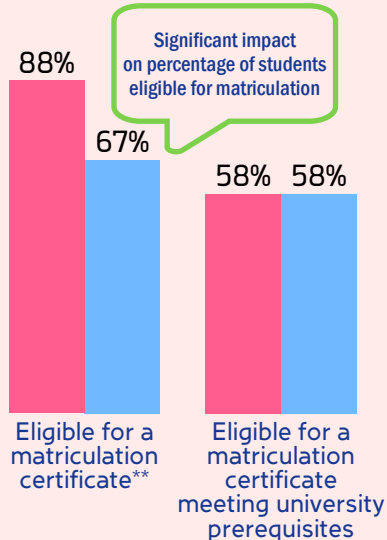 Significant impact
on percentage of students
eligible for matriculation
88%
67%
58% 58%
Eligible for a
matriculation
certificate**
Eligible for a
matriculation
certificate
meeting university
prerequisites